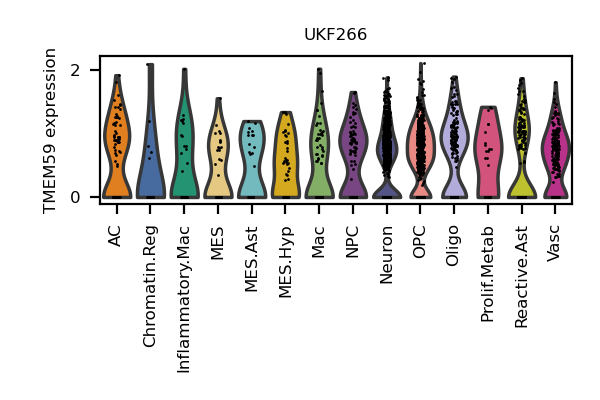 UKF266
TMEM59 expression
2
0
AC
Chromatin.Reg
Inflammatory.Mac
MES
MES.Ast
MES.Hyp
Mac
NPC
Neuron
OPC
Oligo
Prolif.Metab
Reactive.Ast
Vasc